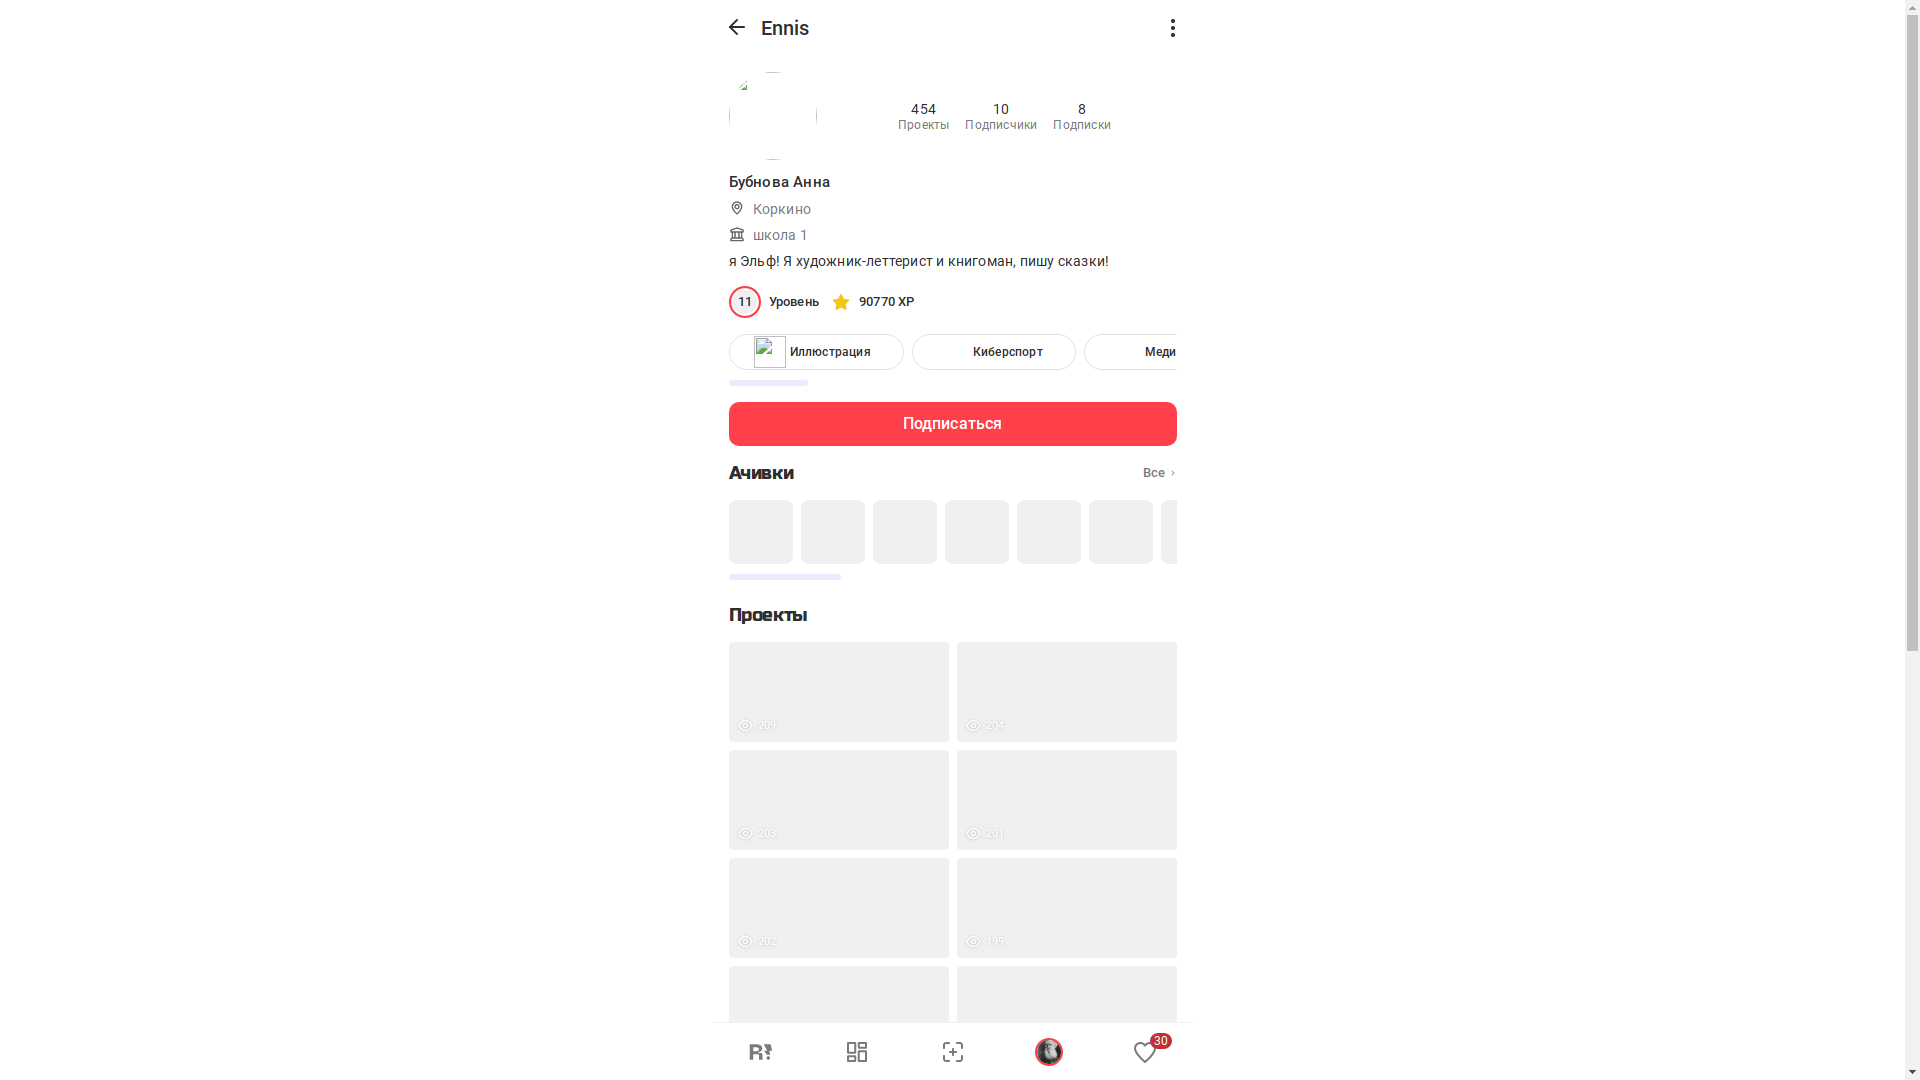 Ennis
454
Проекты
10
Подписчики
8
Подписки
Бубнова Анна
Коркино
школа 1
я Эльф! Я художник-леттерист и книгоман, пишу сказки!
11 Уровень 90770 XP
Иллюстрация Киберспорт Меди
Подписаться
Ачивки
Все
Проекты
209
204
203
201
202
199
R!
30